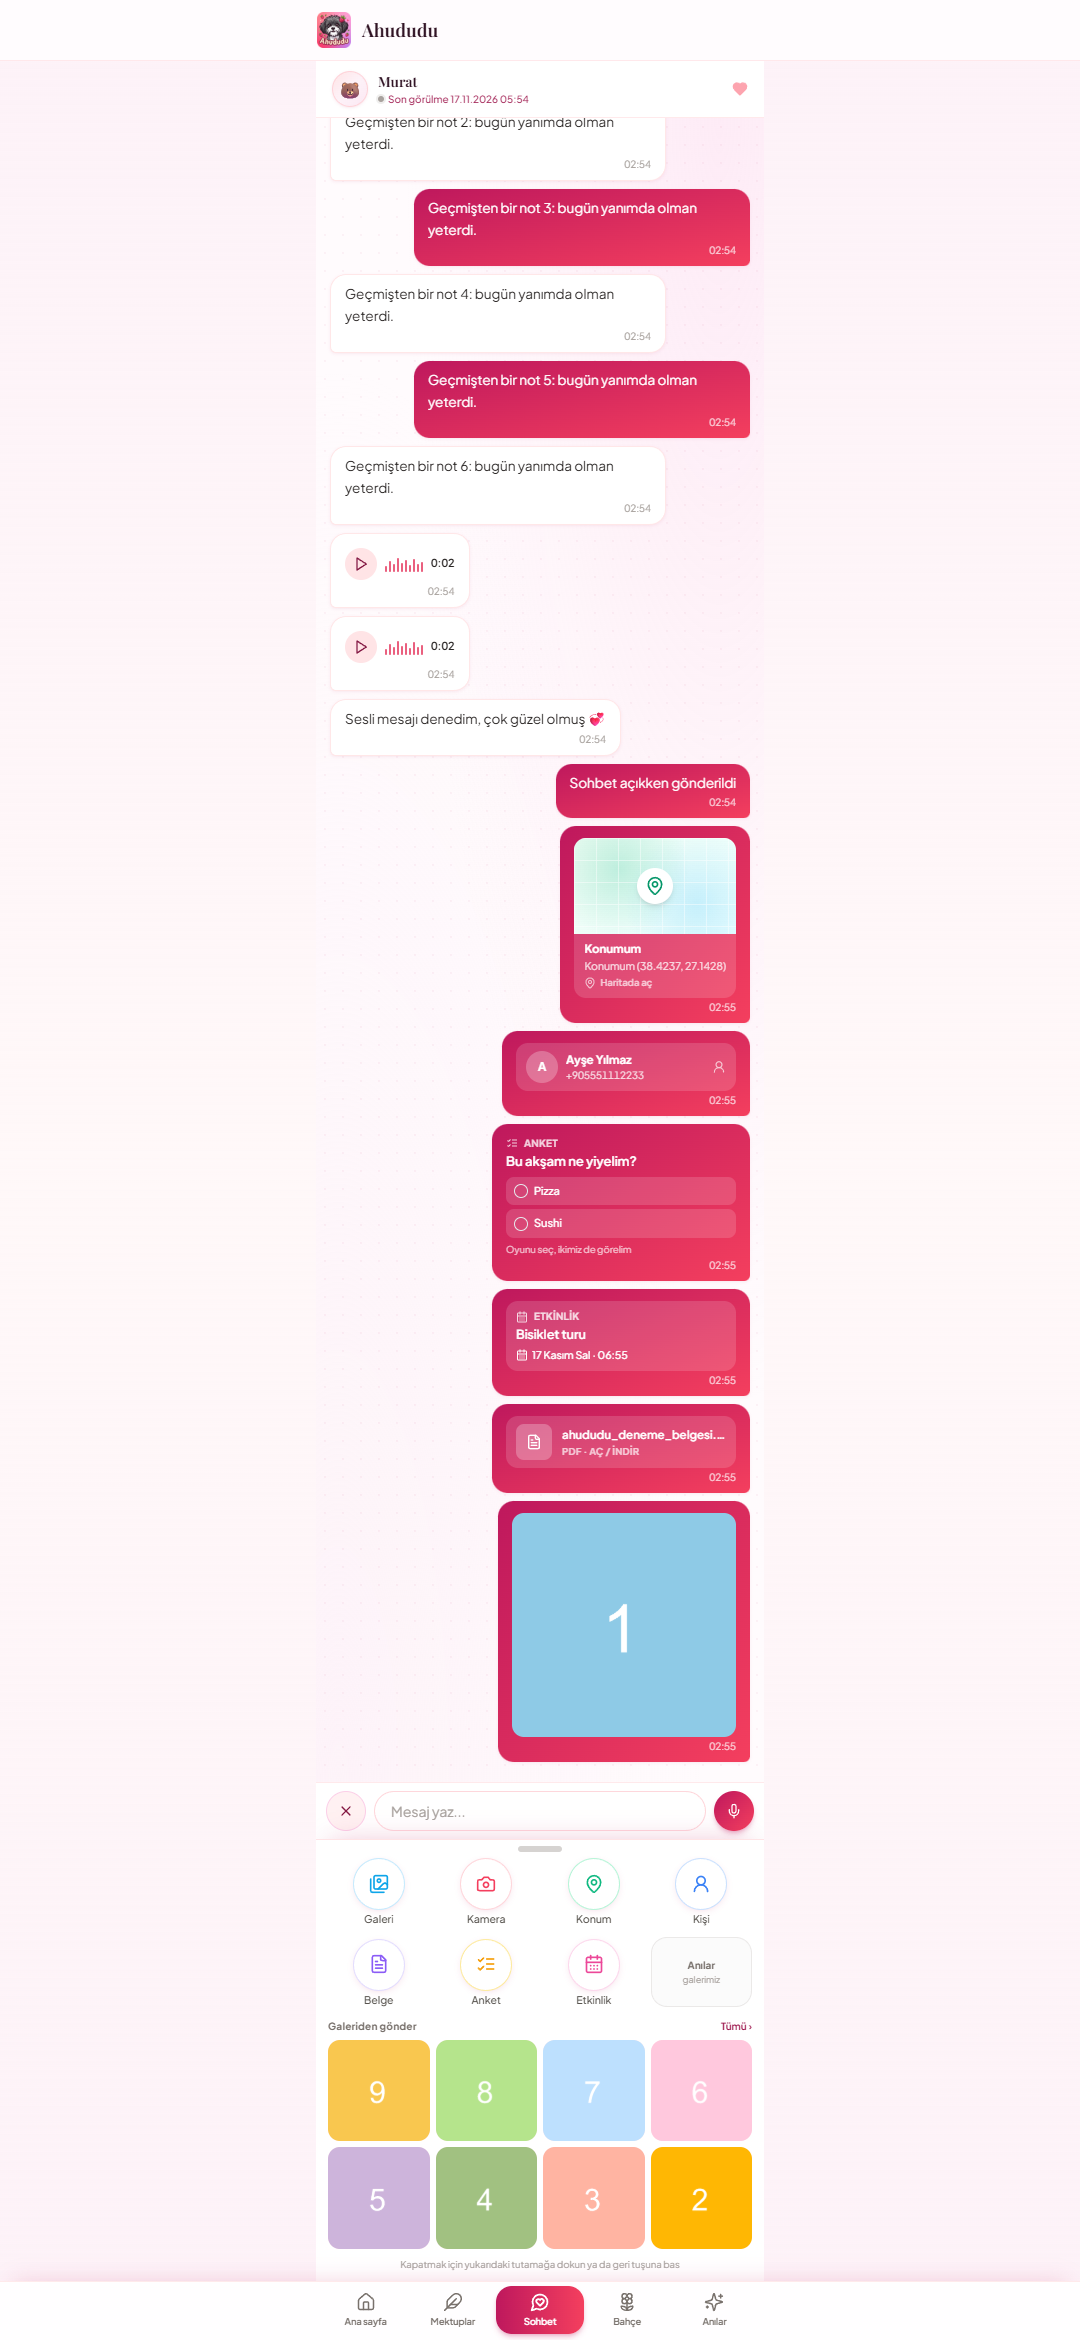 Ahududu
Ahududu
Murat
Son görülme 17.11.2026 05:54
Geçmişten bir not 2: bugün yanımda olman
yeterdi.
02:54
Geçmişten bir not 3: bugün yanımda olman
yeterdi.
02:54
Geçmişten bir not 4: bugün yanımda olman
yeterdi.
02:54
Geçmişten bir not 5: bugün yanımda olman
yeterdi.
02:54
Geçmişten bir not 6: bugün yanımda olman
yeterdi.
02:54
0:02
02:54
0:02
02:54
Sesli mesajı denedim, çok güzel olmuş 💞
02:54
Sohbet açıkken gönderildi
02:54
Konumum
Konumum (38.4237, 27.1428)
Haritada aç
02:55
A
Ayşe Yılmaz
+905551112233
02:55
ANKET
Bu akşam ne yiyelim?
Pizza
Sushi
Oyunu seç, ikimiz de görelim
02:55
ETKİNLİK
Bisiklet turu
17 Kasım Sal · 06:55
02:55
ahududu_deneme_belgesi....
PDF · AÇ / İNDİR
02:55
1
02:55
Mesaj yaz...
Galeri Kamera Konum Kişi
Belge Anket Etkinlik
Anılar
galerimiz
Galeriden gönder Tümü ›
9 8 7 6
5 4 3 2
Kapatmak için yukarıdaki tutamağa dokun ya da geri tuşuna bas
Ana sayfa Mektuplar Sohbet Bahçe Anılar